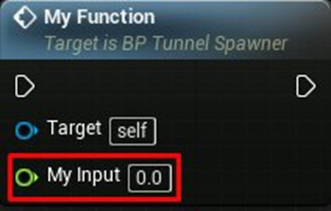 My Function
Target is BP Tunnel Spawner
Target self
My Input 0.0